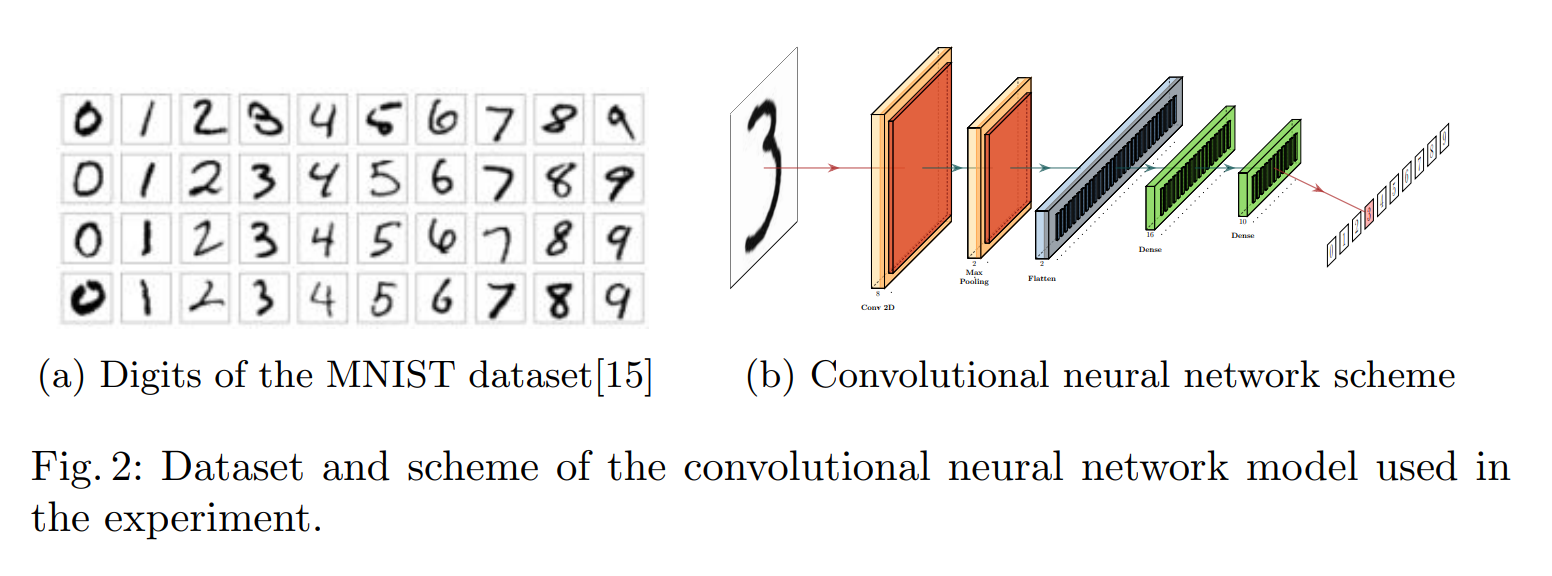 0 1 2 3 4 5 6 7 8 9
0 1 2 3 4 5 6 7 8 9
0 1 2 3 4 5 6 7 8 9
0 1 2 3 4 5 6 7 8 9
(a) Digits of the MNIST dataset[15]
3
8
Conv 2D
2
Max
Pooling
2
Flatten
16
Dense
10
Dense
0 1 2 3 4 5 6 7 8 9
(b) Convolutional neural network scheme
Fig. 2: Dataset and scheme of the convolutional neural network model used in
the experiment.